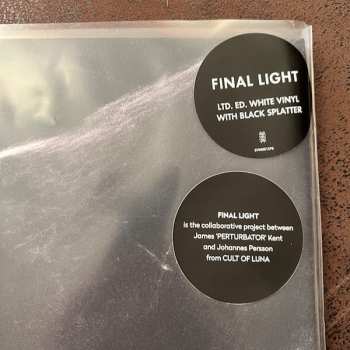 FINAL LIGHT
LTD. ED. WHITE VINYL
WITH BLACK SPLATTER
FINAL LIGHT
is the collaborative project between
James 'PERTURBATOR' Kent
and Johannes Persson
from CULT OF LUNA